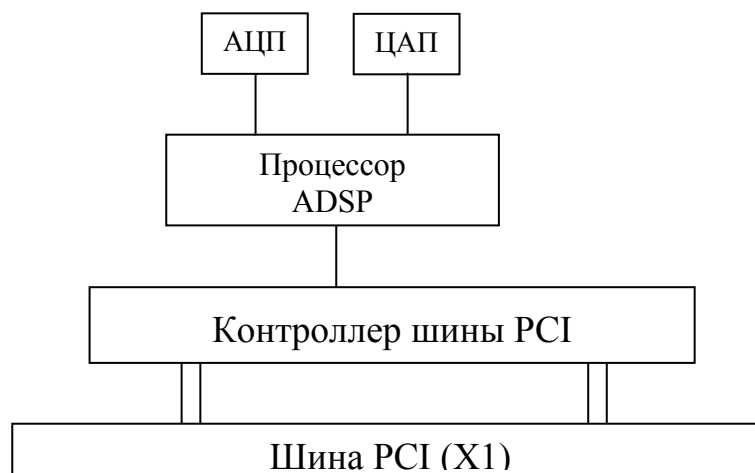 АЦП ЦАП
Процессор
ADSP
Контроллер шины PCI
Шина PCI (X1)